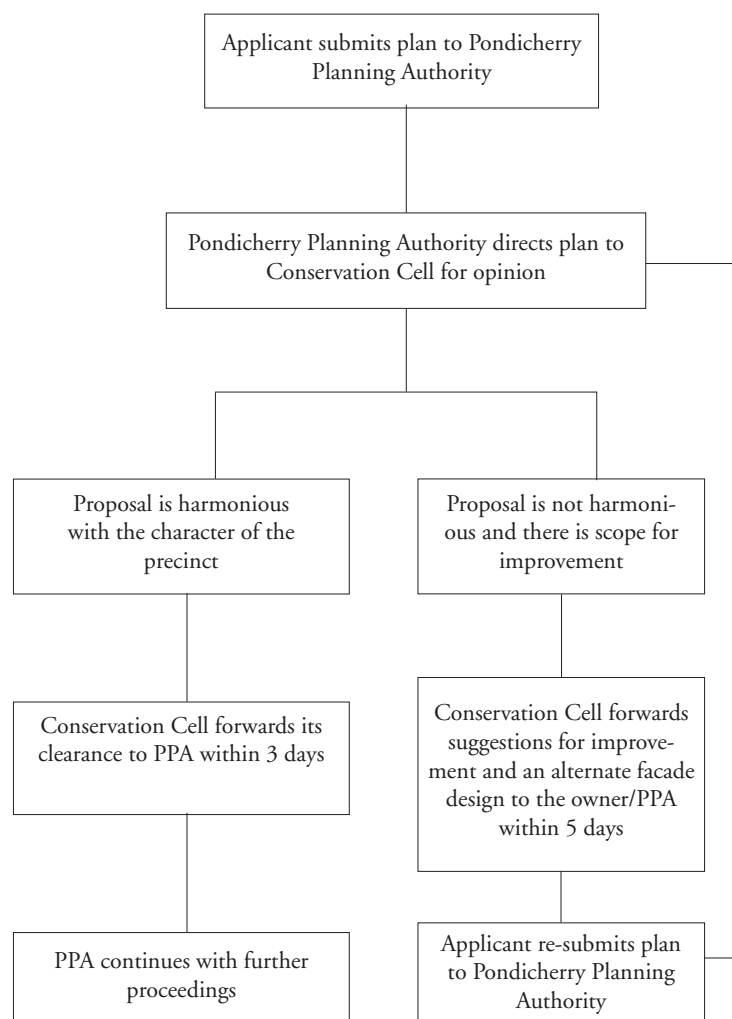 Applicant submits plan to Pondicherry
Planning Authority
Pondicherry Planning Authority directs plan to
Conservation Cell for opinion
Proposal is harmonious
with the character of the
precinct
Proposal is not harmoni-
ous and there is scope for
improvement
Conservation Cell forwards its
clearance to PPA within 3 days
Conservation Cell forwards
suggestions for improve-
ment and an alternate facade
design to the owner/PPA
within 5 days
PPA continues with further
proceedings
Applicant re-submits plan
to Pondicherry Planning
Authority